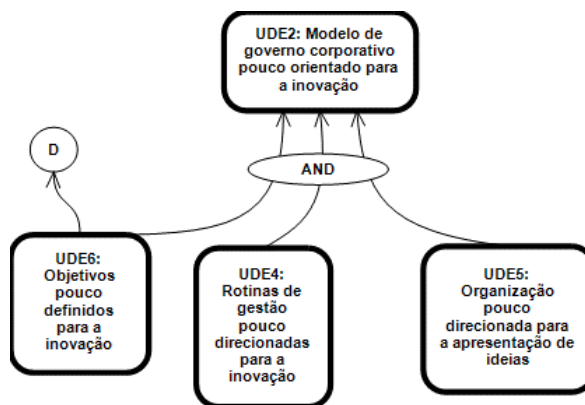 UDE2: Modelo de
governo corporativo
pouco orientado para
a inovação
D
AND
UDE6:
Objetivos
pouco
definidos
para a
inovação
UDE4:
Rotinas de
gestão
pouco
direcionadas
para a
inovação
UDE5:
Organização
pouco
direcionada para
a apresentação de
ideias